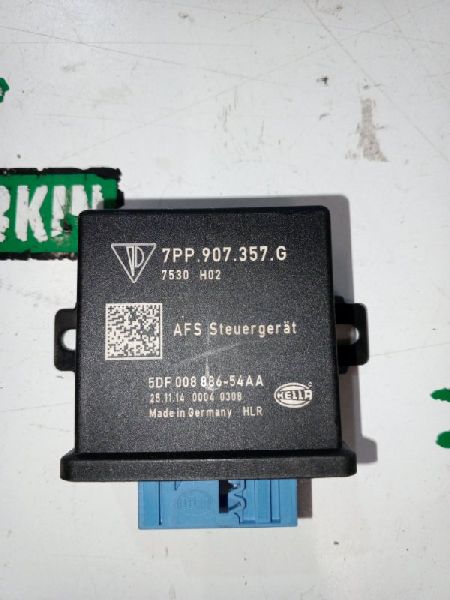 RKIN
7PP.907.357.G
7530 H02
AFS Steuergerät
5DF 008 886-54AA
HELLA
25.11.14 0004 0308
Made in Germany HLR